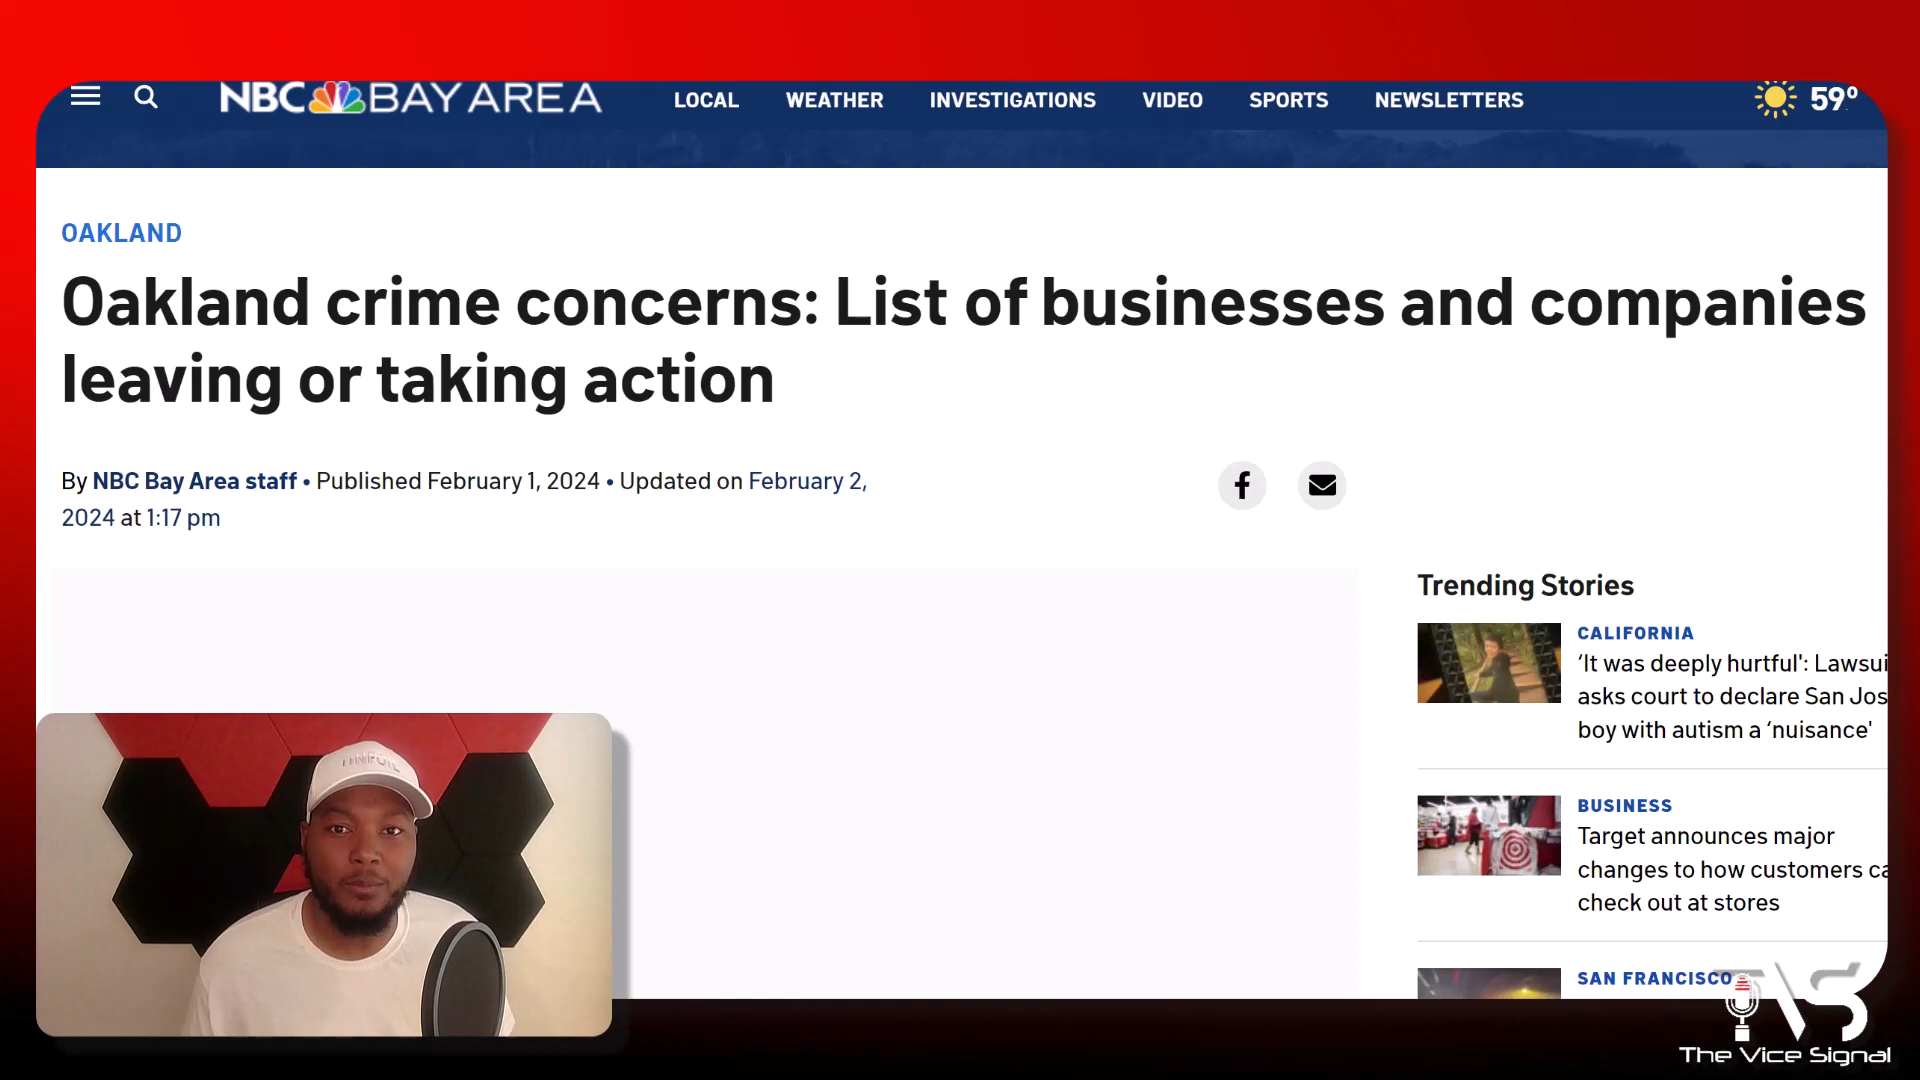 NBC BAY AREA
LOCAL
WEATHER
INVESTIGATIONS
VIDEO
SPORTS
NEWSLETTERS
59°
OAKLAND
Oakland crime concerns: List of businesses and companies
leaving or taking action
By NBC Bay Area staff • Published February 1, 2024 • Updated on February 2,
2024 at 1:17 pm
Trending Stories
CALIFORNIA
‘It was deeply hurtful': Lawsui
asks court to declare San Jos
boy with autism a ‘nuisance'
BUSINESS
Target announces major
changes to how customers ca
check out at stores
SAN FRANCISCO
TINFOIL
TVS
The Vice Signal